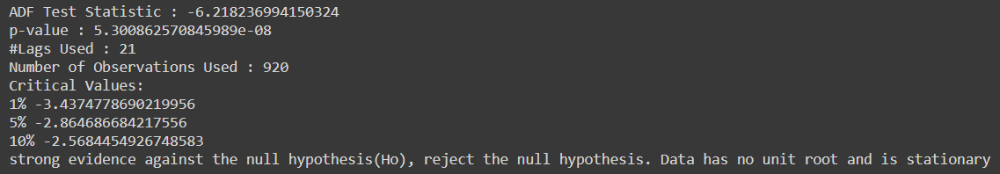 ADF Test Statistic : -6.218236994150324
p-value : 5.300862570845989e-08
#Lags Used : 21
Number of Observations Used : 920
Critical Values:
1% -3.4374778690219956
5% -2.864686684217556
10% -2.5684454926748583
strong evidence against the null hypothesis(Ho), reject the null hypothesis. Data has no unit root and is stationary